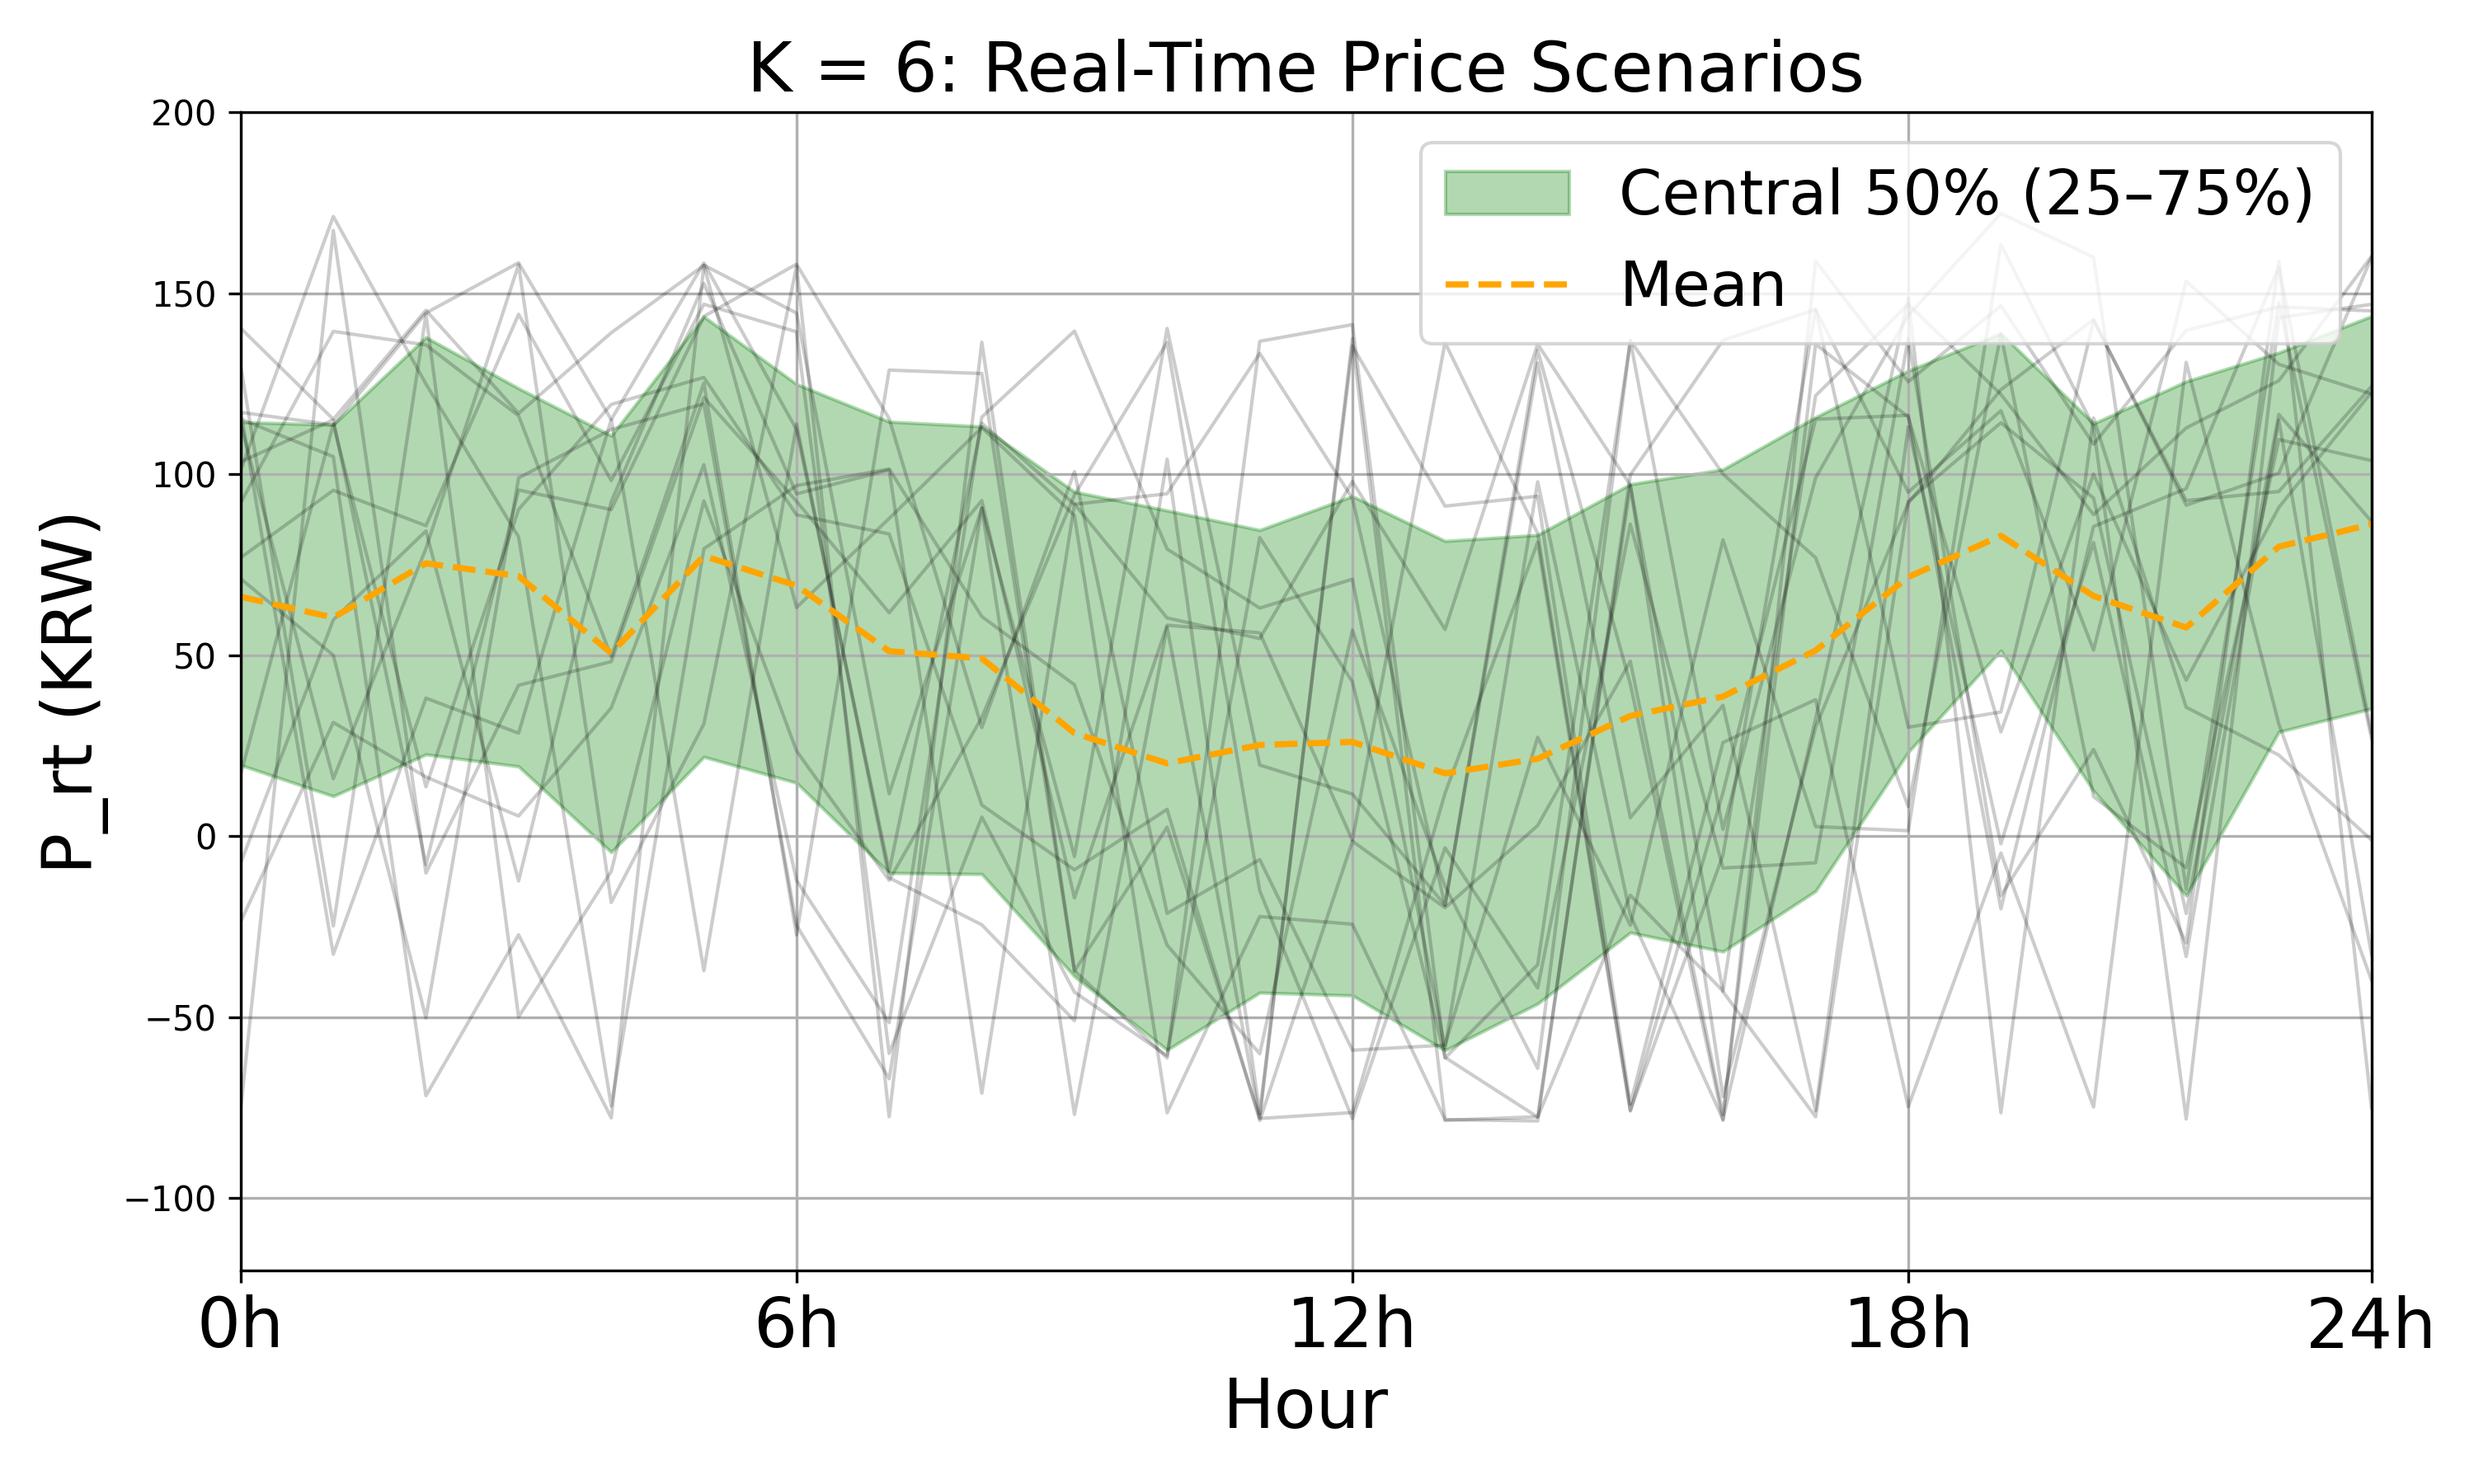 K = 6: Real-Time Price Scenarios
200
150
100
50
0
−50
−100
P_rt (KRW)
Central 50% (25–75%)
Mean
0h 6h 12h 18h 24h
Hour